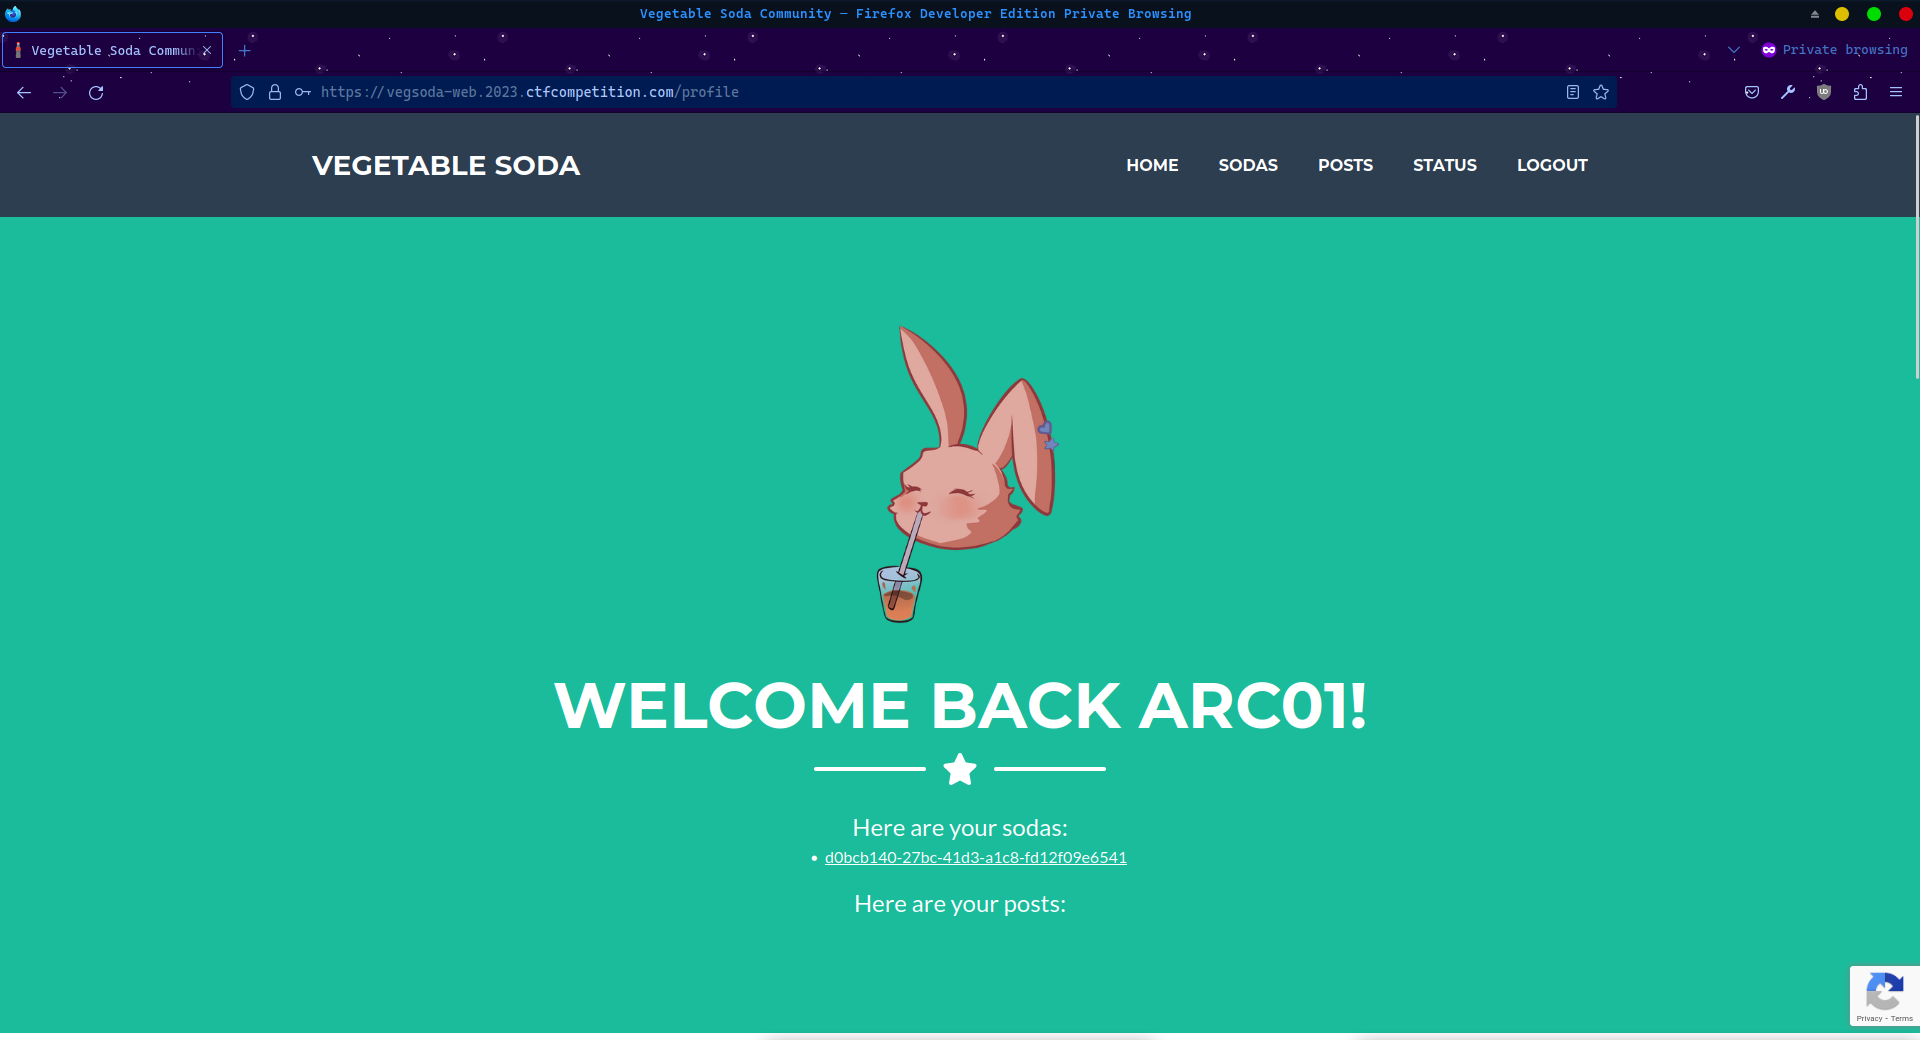 Vegetable Soda Community — Firefox Developer Edition Private Browsing
Vegetable Soda Commun
Private browsing
https://vegsoda-web.2023.ctfcompetition.com/profile
VEGETABLE SODA
HOME SODAS POSTS STATUS LOGOUT
WELCOME BACK ARC01!
Here are your sodas:
• d0bcb140-27bc-41d3-a1c8-fd12f09e6541
Here are your posts:
Privacy - Terms